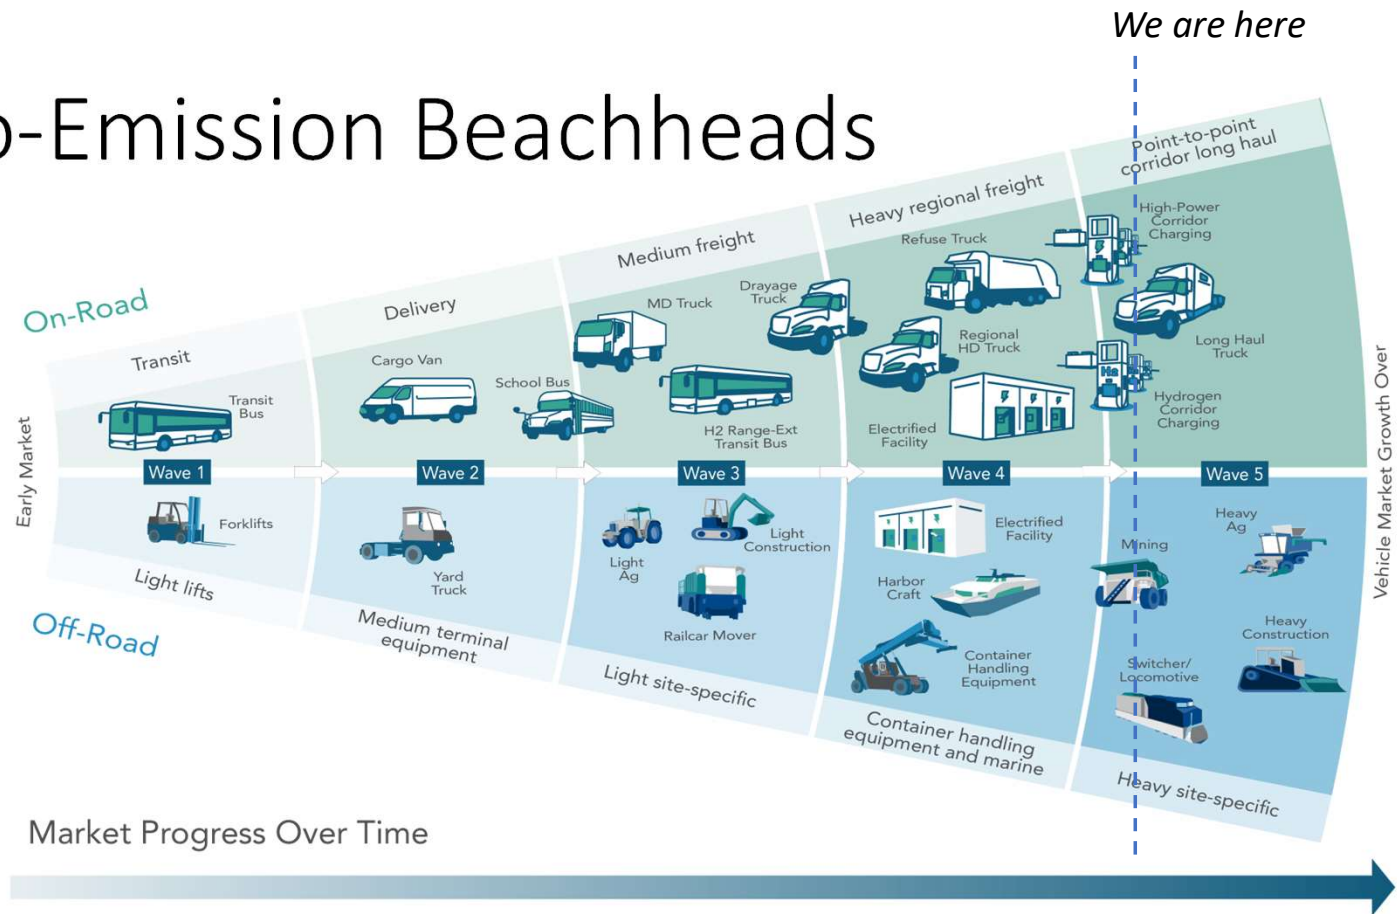 We are here
o-Emission Beachheads
On-Road
Transit
Delivery
Medium freight
Heavy regional freight
Point-to-point
corridor long haul
Transit
Bus
Cargo Van
School Bus
MD Truck
Drayage
Truck
H2 Range-Ext
Transit Bus
Refuse Truck
Regional
HD Truck
Electrified
Facility
High-Power
Corridor
Charging
Long Haul
Truck
H2
Hydrogen
Corridor
Charging
Early Market
Wave 1
Wave 2
Wave 3
Wave 4
Wave 5
Vehicle Market Growth Over
Forklifts
Yard
Truck
Light
Ag
Light
Construction
Railcar Mover
Electrified
Facility
Harbor
Craft
Container
Handling
Equipment
Mining
Heavy
Ag
Heavy
Construction
Switcher/
Locomotive
Light lifts
Medium terminal
equipment
Light site-specific
Container handling
equipment and marine
Heavy site-specific
Off-Road
Market Progress Over Time